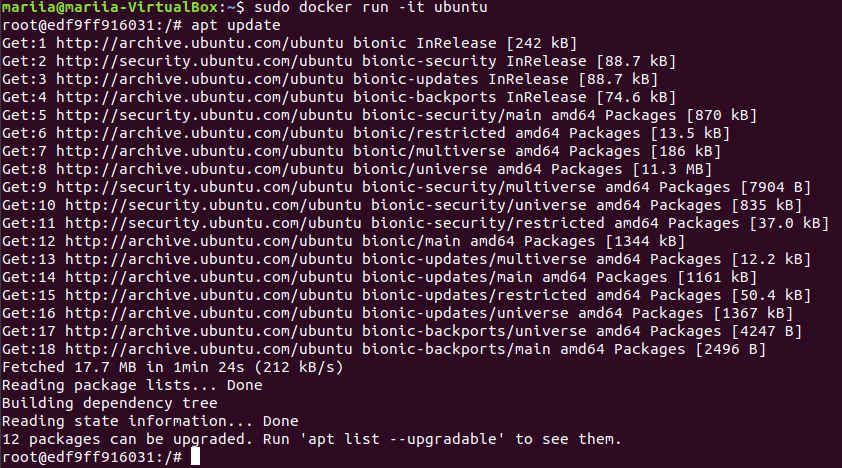 mariia@mariia-VirtualBox:~$ sudo docker run -it ubuntu
root@edf9ff916031:/# apt update
Get:1 http://archive.ubuntu.com/ubuntu bionic InRelease [242 kB]
Get:2 http://security.ubuntu.com/ubuntu bionic-security InRelease [88.7 kB]
Get:3 http://archive.ubuntu.com/ubuntu bionic-updates InRelease [88.7 kB]
Get:4 http://archive.ubuntu.com/ubuntu bionic-backports InRelease [74.6 kB]
Get:5 http://security.ubuntu.com/ubuntu bionic-security/main amd64 Packages [870 kB]
Get:6 http://archive.ubuntu.com/ubuntu bionic/restricted amd64 Packages [13.5 kB]
Get:7 http://archive.ubuntu.com/ubuntu bionic/multiverse amd64 Packages [186 kB]
Get:8 http://archive.ubuntu.com/ubuntu bionic/universe amd64 Packages [11.3 MB]
Get:9 http://security.ubuntu.com/ubuntu bionic-security/multiverse amd64 Packages [7904 B]
Get:10 http://security.ubuntu.com/ubuntu bionic-security/universe amd64 Packages [835 kB]
Get:11 http://security.ubuntu.com/ubuntu bionic-security/restricted amd64 Packages [37.0 kB]
Get:12 http://archive.ubuntu.com/ubuntu bionic/main amd64 Packages [1344 kB]
Get:13 http://archive.ubuntu.com/ubuntu bionic-updates/multiverse amd64 Packages [12.2 kB]
Get:14 http://archive.ubuntu.com/ubuntu bionic-updates/main amd64 Packages [1161 kB]
Get:15 http://archive.ubuntu.com/ubuntu bionic-updates/restricted amd64 Packages [50.4 kB]
Get:16 http://archive.ubuntu.com/ubuntu bionic-updates/universe amd64 Packages [1367 kB]
Get:17 http://archive.ubuntu.com/ubuntu bionic-backports/universe amd64 Packages [4247 B]
Get:18 http://archive.ubuntu.com/ubuntu bionic-backports/main amd64 Packages [2496 B]
Fetched 17.7 MB in 1min 24s (212 kB/s)
Reading package lists... Done
Building dependency tree
Reading state information... Done
12 packages can be upgraded. Run 'apt list --upgradable' to see them.
root@edf9ff916031:/#